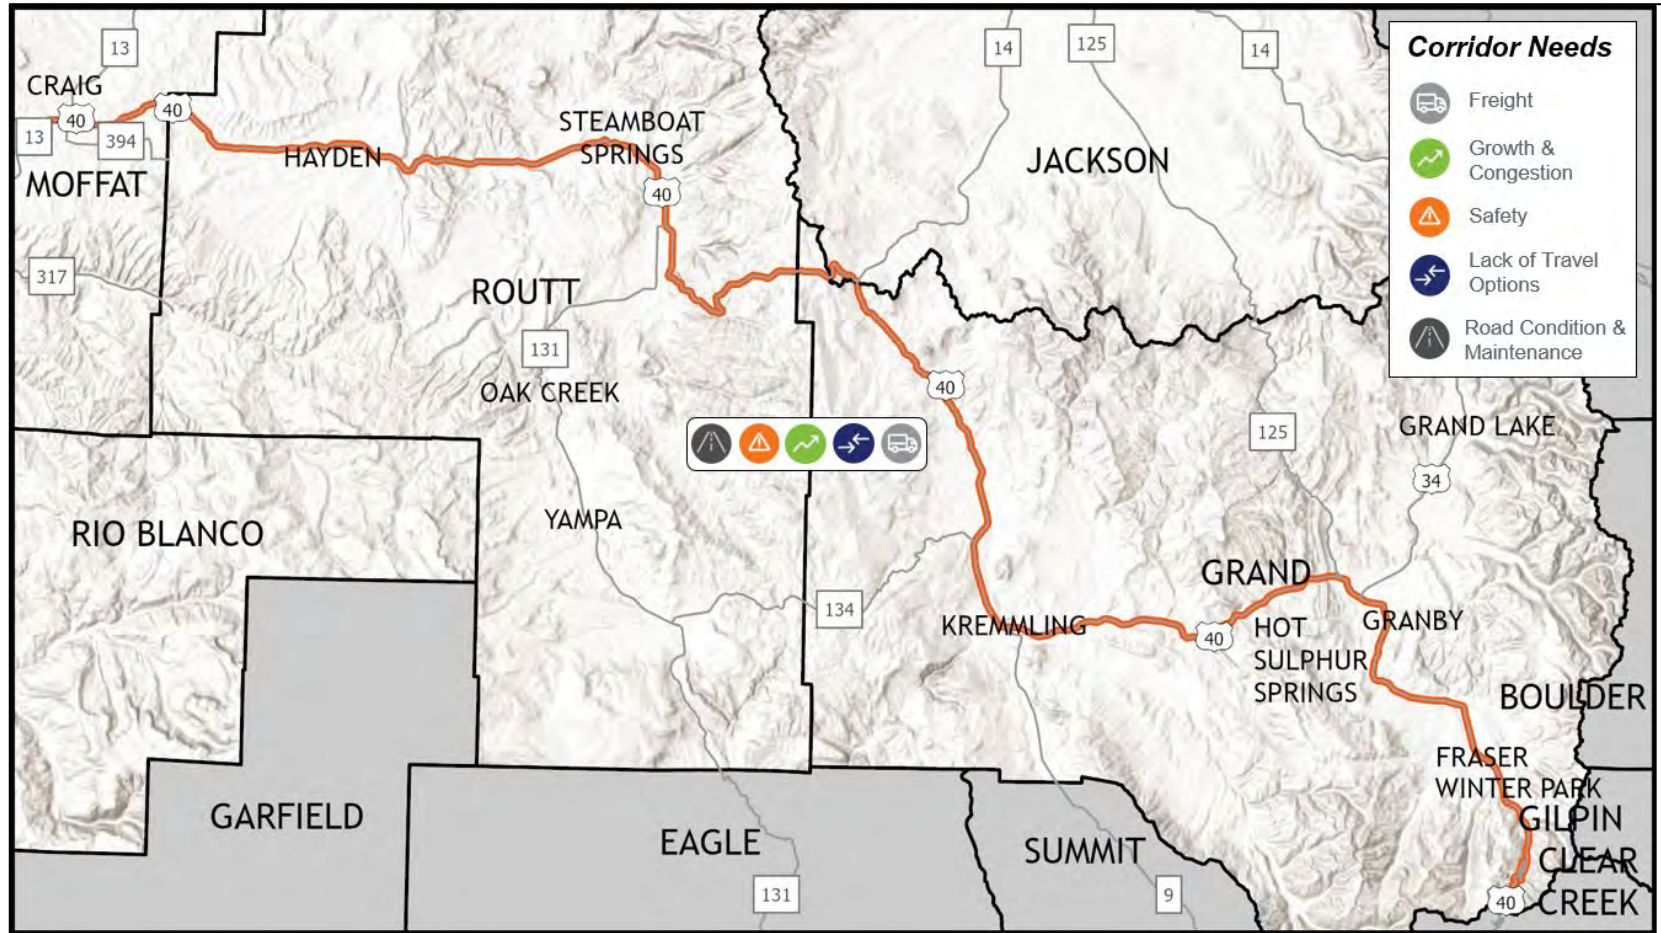 13
14
125
14
Corridor Needs
Freight
Growth &
Congestion
Safety
Lack of Travel
Options
Road Condition &
Maintenance
CRAIG
40
40
13
394
MOFFAT
HAYDEN
STEAMBOAT
SPRINGS
40
JACKSON
317
ROUTT
131
OAK CREEK
40
125
GRAND LAKE
34
RIO BLANCO
YAMPA
134
GRAND
KREMMLING
40
HOT
SULPHUR
SPRINGS
GRANBY
BOULDER
FRASER
WINTER PARK
GARFIELD
EAGLE
SUMMIT
GILPIN
CLEAR
CREEK
131
9
40